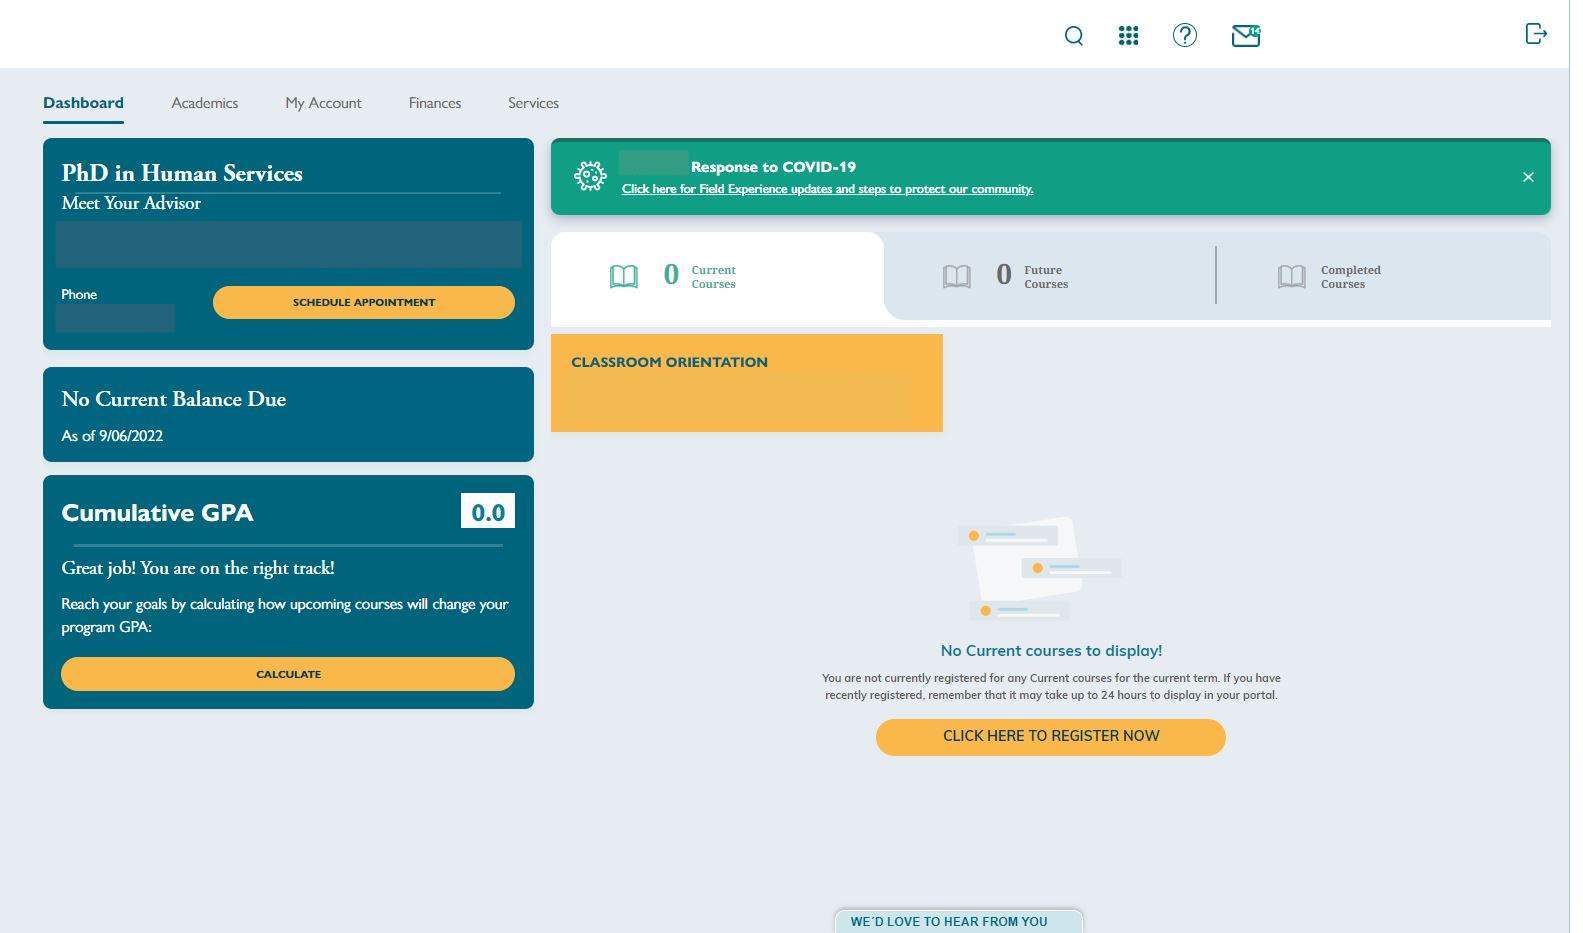 14
Dashboard
Academics
My Account
Finances
Services
PhD in Human Services
Meet Your Advisor
Phone
SCHEDULE APPOINTMENT
No Current Balance Due
As of 9/06/2022
Cumulative GPA
0.0
Great job! You are on the right track!
Reach your goals by calculating how upcoming courses will change your
program GPA:
CALCULATE
Response to COVID-19
Click here for Field Experience updates and steps to protect our community.
0 Current
Courses
0 Future
Courses
Completed
Courses
CLASSROOM ORIENTATION
No Current courses to display!
You are not currently registered for any Current courses for the current term. If you have
recently registered, remember that it may take up to 24 hours to display in your portal.
CLICK HERE TO REGISTER NOW
WE'D LOVE TO HEAR FROM YOU